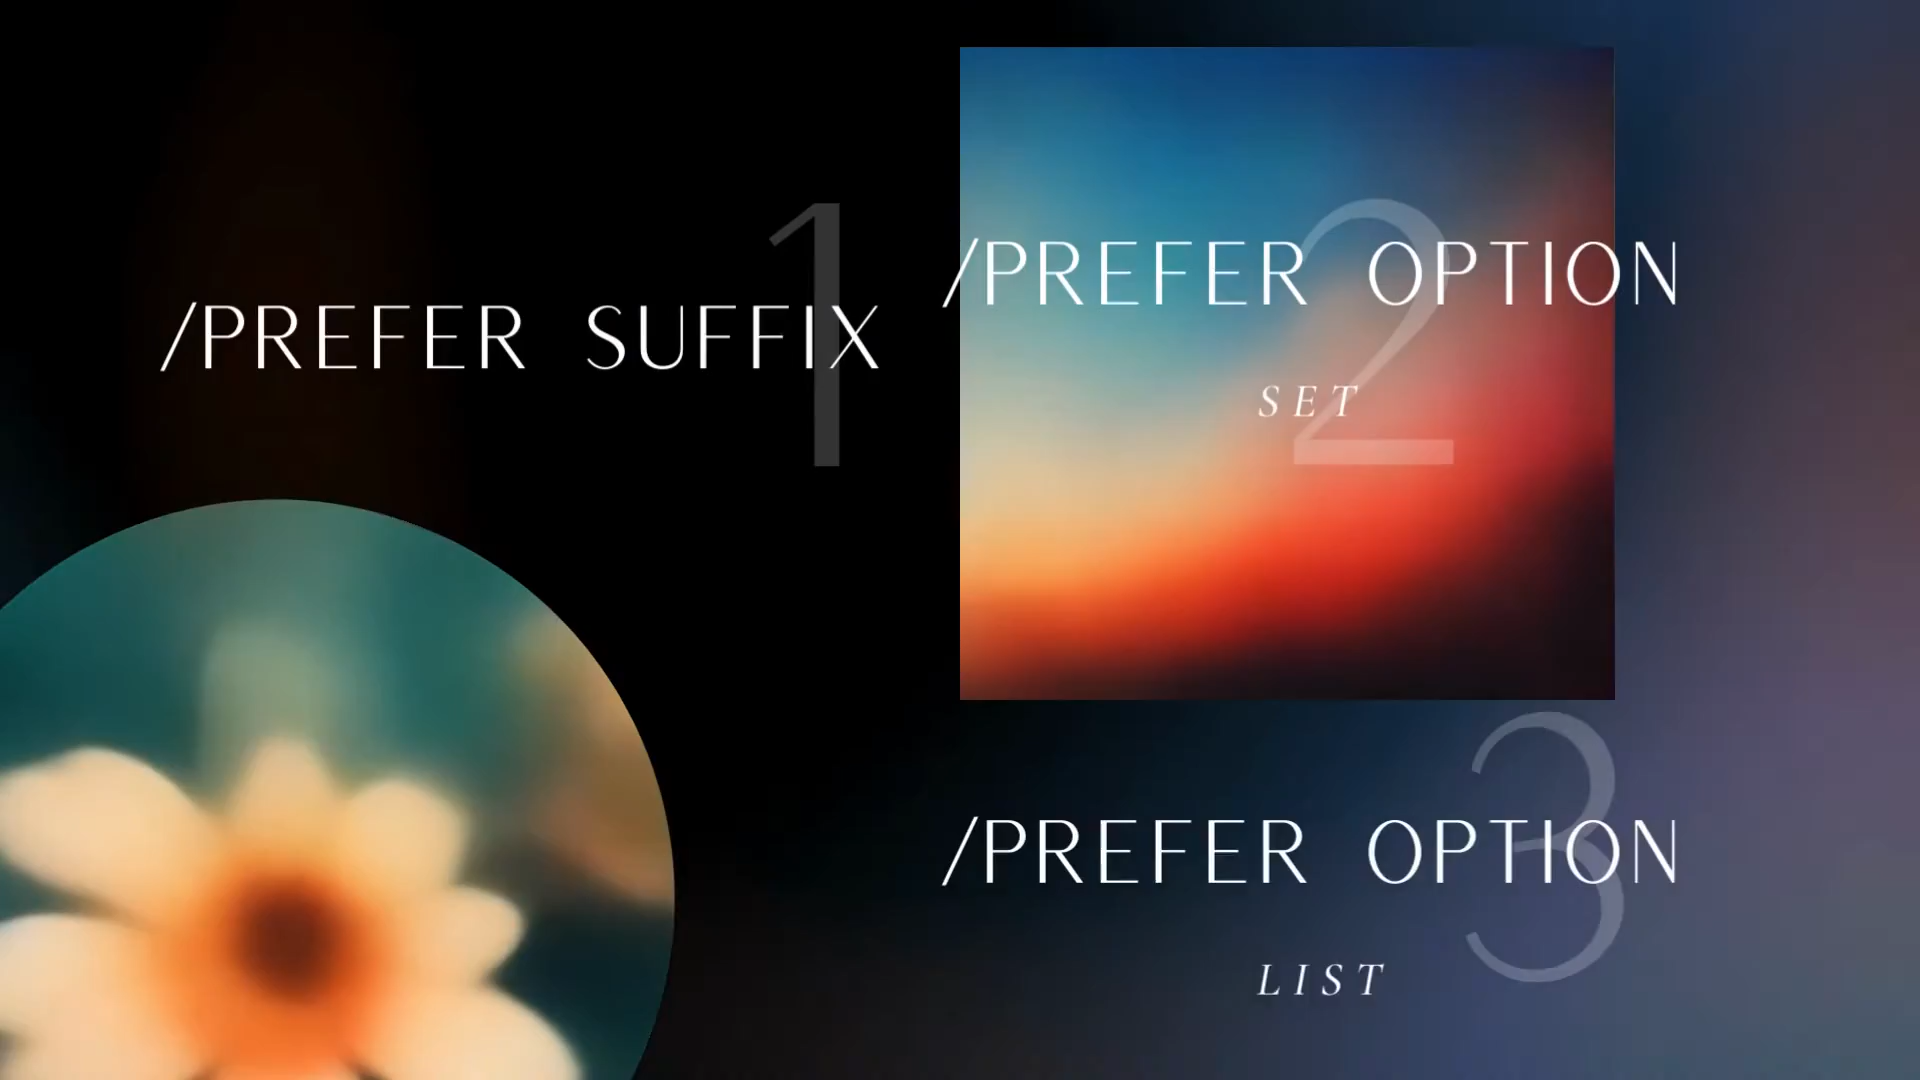 1
/PREFER SUFFIX
2
/PREFER OPTION
SET
3
/PREFER OPTION
LIST